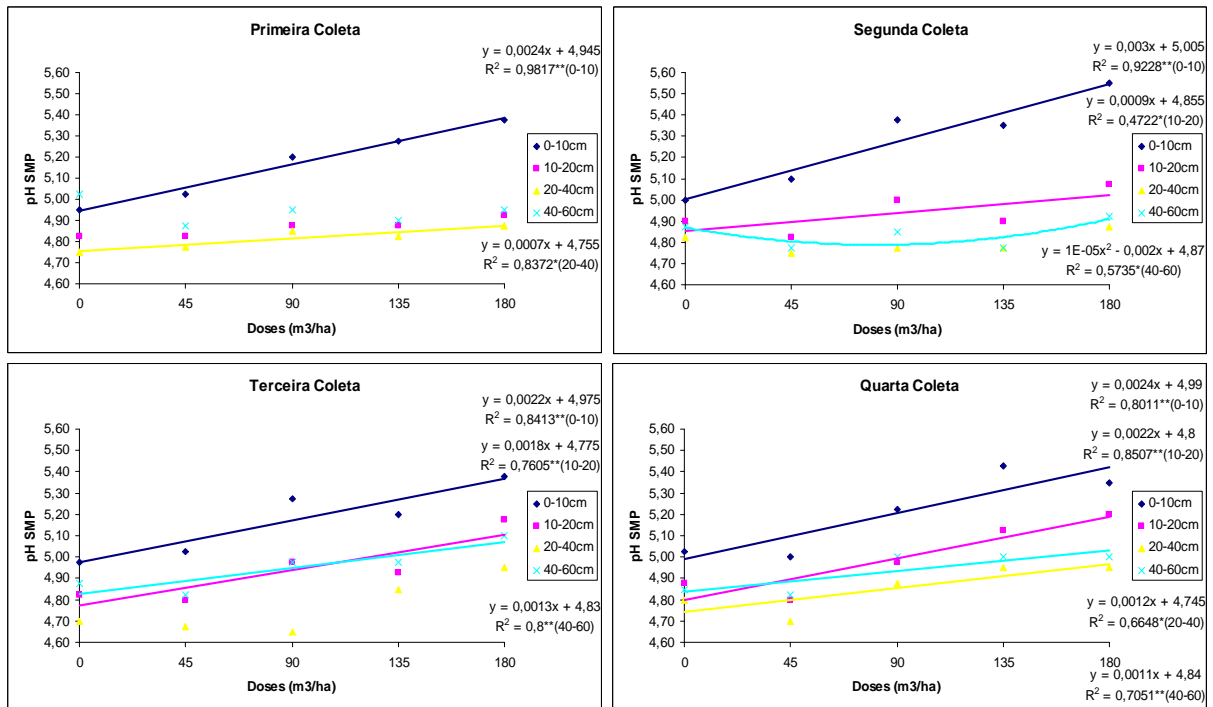 Primeira Coleta
y = 0,0024x + 4,945
R² = 0,9817**(0-10)
pH SMP
5,60
5,50
5,40
5,30
5,20
5,10
5,00
4,90
4,80
4,70
4,60
0-10cm
10-20cm
20-40cm
40-60cm
y = 0,0007x + 4,755
R² = 0,8372*(20-40)
0 45 90 135 180
Doses (m3/ha)
Segunda Coleta
y = 0,003x + 5,005
R² = 0,9228**(0-10)
y = 0,0009x + 4,855
R² = 0,4722*(10-20)
pH SMP
5,60
5,50
5,40
5,30
5,20
5,10
5,00
4,90
4,80
4,70
4,60
0-10cm
10-20cm
20-40cm
40-60cm
y = 1E-05x² - 0,002x + 4,87
R² = 0,5735*(40-60)
0 45 90 135 180
Doses (m3/ha)
Terceira Coleta
y = 0,0022x + 4,975
R² = 0,8413**(0-10)
y = 0,0018x + 4,775
R² = 0,7605**(10-20)
pH SMP
5,60
5,50
5,40
5,30
5,20
5,10
5,00
4,90
4,80
4,70
4,60
0-10cm
10-20cm
20-40cm
40-60cm
y = 0,0013x + 4,83
R² = 0,8**(40-60)
0 45 90 135 180
Doses (m3/ha)
Quarta Coleta
y = 0,0024x + 4,99
R² = 0,8011**(0-10)
y = 0,0022x + 4,8
R² = 0,8507**(10-20)
pH SMP
5,60
5,50
5,40
5,30
5,20
5,10
5,00
4,90
4,80
4,70
4,60
0-10cm
10-20cm
20-40cm
40-60cm
y = 0,0012x + 4,745
R² = 0,6648*(20-40)
0 45 90 135 180
Doses (m3/ha)
y = 0,0011x + 4,84
R² = 0,7051**(40-60)